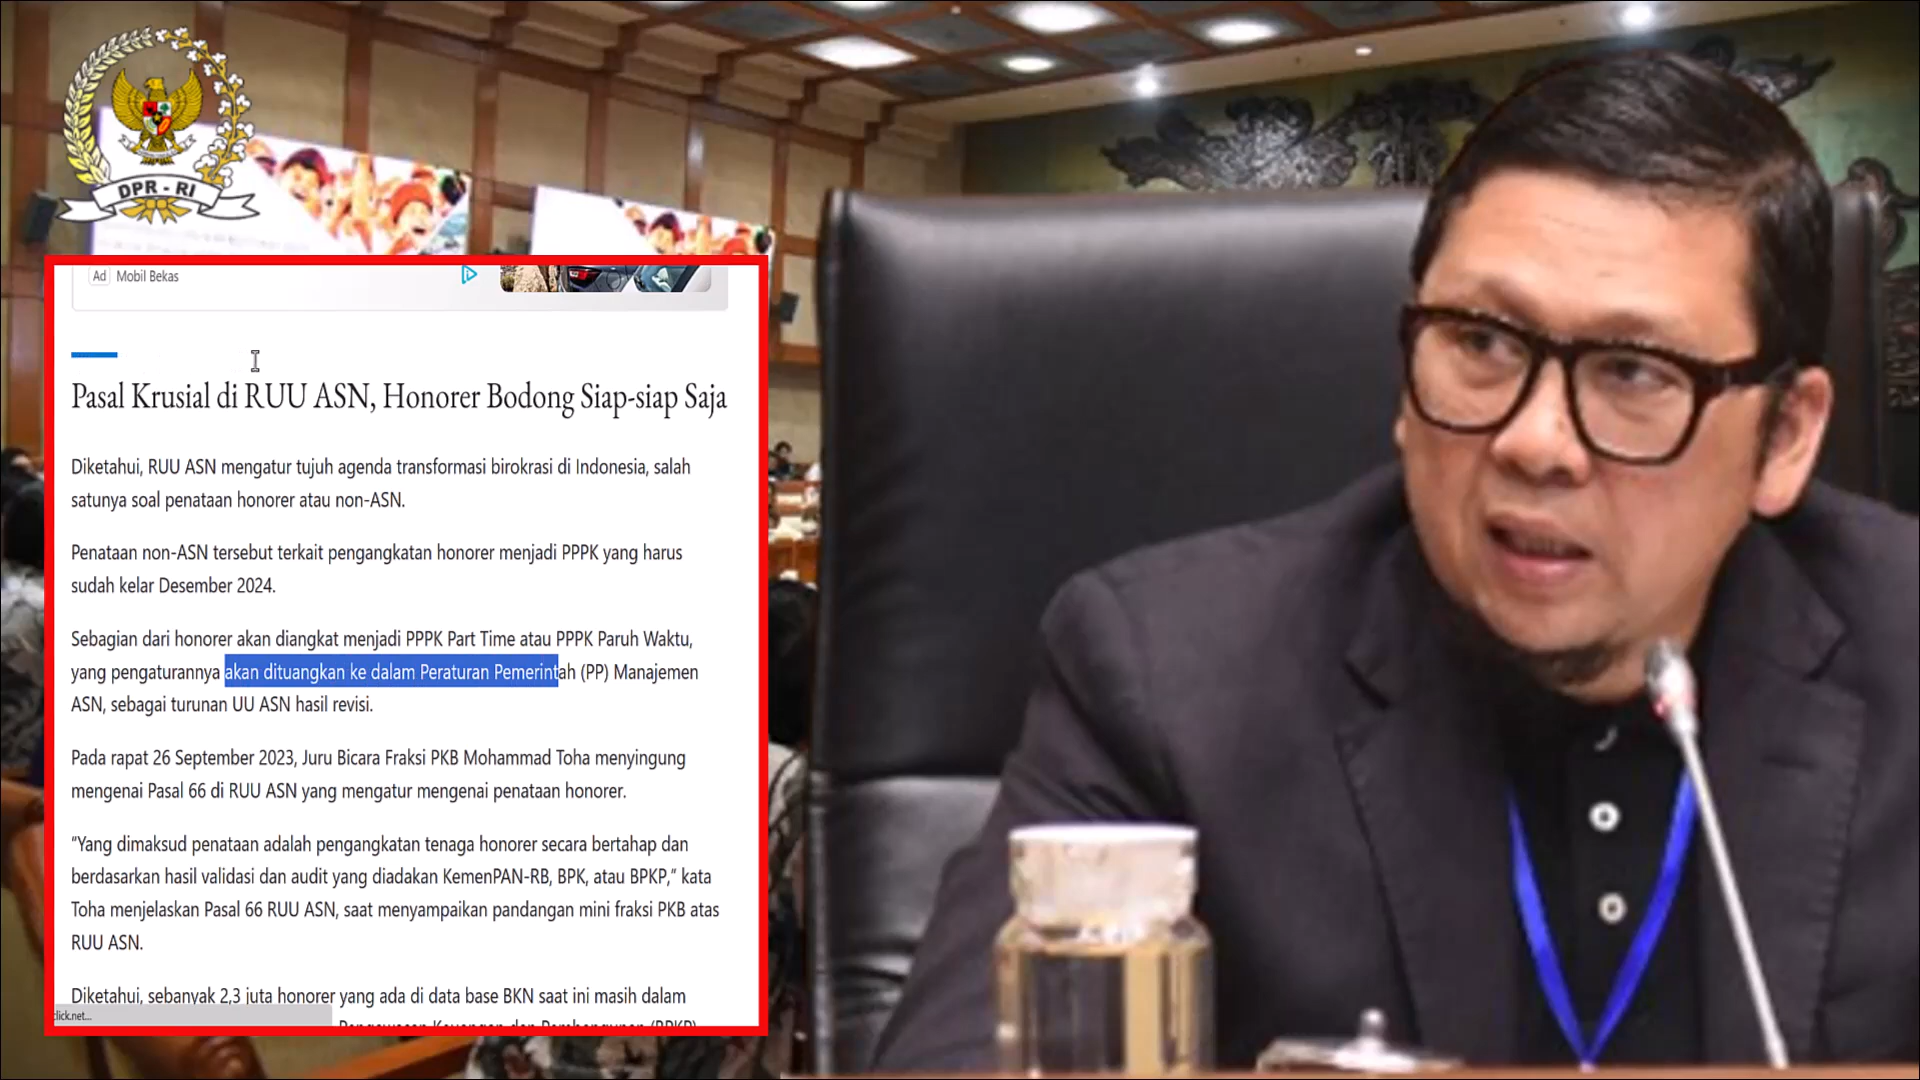 DPR - RI
Ad Mobil Bekas
Pasal Krusial di RUU ASN, Honorer Bodong Siap-siap Saja
Diketahui, RUU ASN mengatur tujuh agenda transformasi birokrasi di Indonesia, salah
satunya soal penataan honorer atau non-ASN.
Penataan non-ASN tersebut terkait pengangkatan honorer menjadi PPPK yang harus
sudah kelar Desember 2024.
Sebagian dari honorer akan diangkat menjadi PPPK Part Time atau PPPK Paruh Waktu,
yang pengaturannya akan dituangkan ke dalam Peraturan Pemerintah (PP) Manajemen
ASN, sebagai turunan UU ASN hasil revisi.
Pada rapat 26 September 2023, Juru Bicara Fraksi PKB Mohammad Toha menyingung
mengenai Pasal 66 di RUU ASN yang mengatur mengenai penataan honorer.
“Yang dimaksud penataan adalah pengangkatan tenaga honorer secara bertahap dan
berdasarkan hasil validasi dan audit yang diadakan KemenPAN-RB, BPK, atau BPKP,” kata
Toha menjelaskan Pasal 66 RUU ASN, saat menyampaikan pandangan mini fraksi PKB atas
RUU ASN.
Diketahui, sebanyak 2,3 juta honorer yang ada di data base BKN saat ini masih dalam
click.net...
Pengawasan Keuangan dan Pembangunan (BPKP)